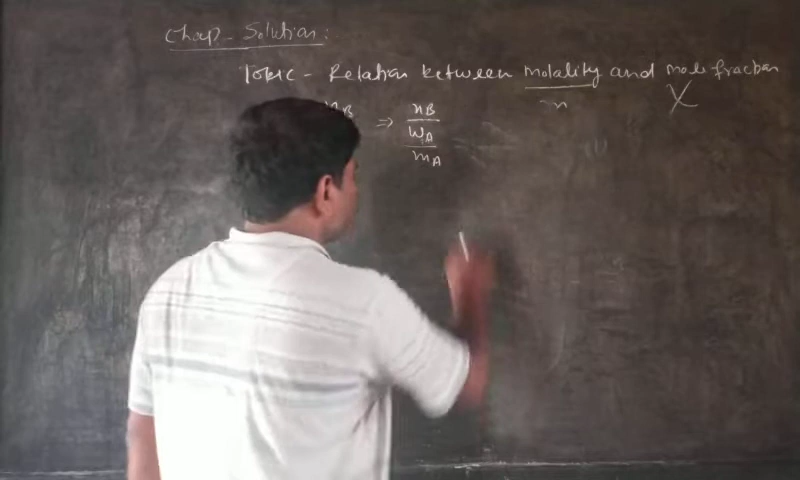 Chap - Solution :
Topic - Relation between molality and mole fraction
m X
nB ⇒ nB
WA
mA